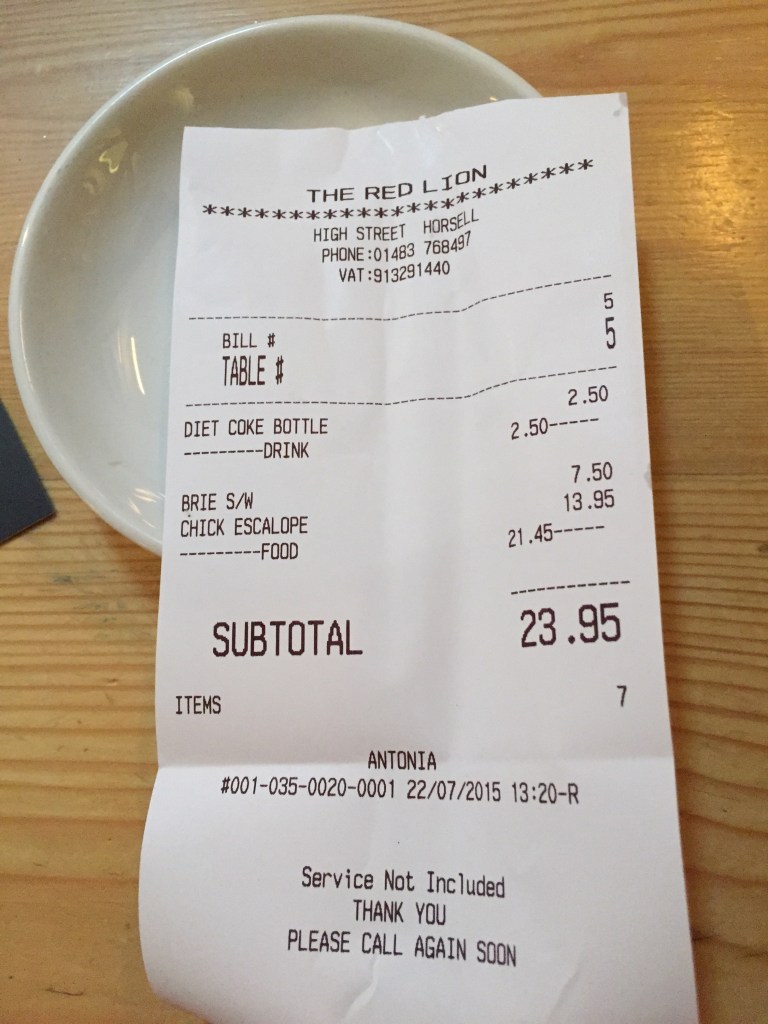 THE RED LION
***********************
HIGH STREET HORSELL
PHONE:01483 768497
VAT:913291440
--------------------------------
BILL # 5
TABLE # 5
--------------------------------
DIET COKE BOTTLE 2.50
---------DRINK 2.50-----
BRIE S/W 7.50
CHICK ESCALOPE 13.95
---------FOOD 21.45-----
------------
SUBTOTAL 23.95
ITEMS 7
ANTONIA
#001-035-0020-0001 22/07/2015 13:20-R
Service Not Included
THANK YOU
PLEASE CALL AGAIN SOON